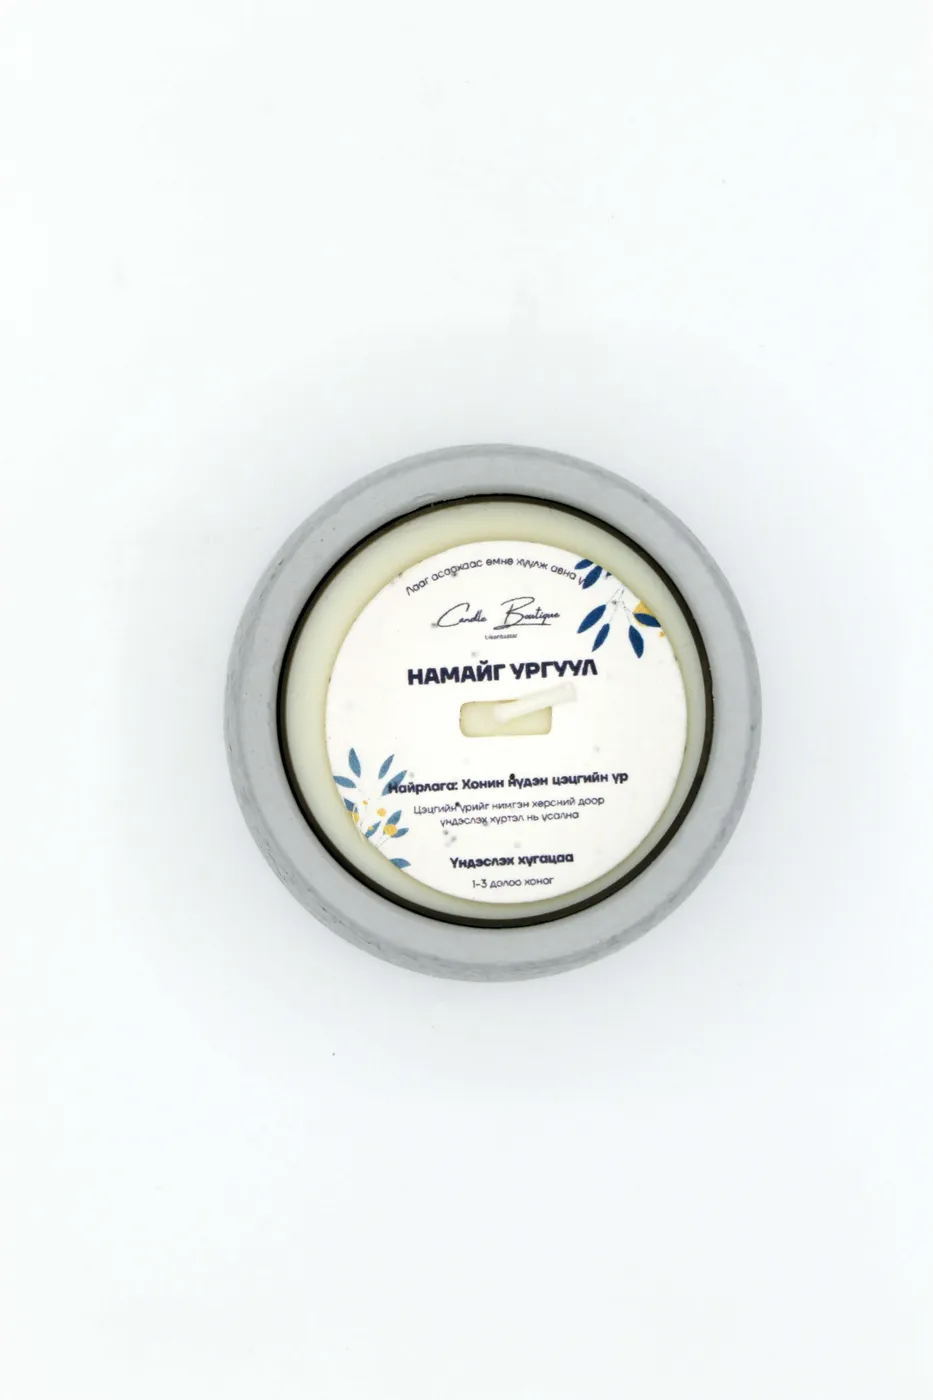 Лааг асаахаас өмнө хуулж авна у
Candle Boutique
Ulaanbaatar
НАМАЙГ УРГУУЛ
Найрлага: Хонин нүдэн цэцгийн үр
Цэцгийн үрийг нимгэн хөрсний доор
үндэслэх хүртэл нь усална
Үндэслэх хугацаа
1-3 долоо хоног